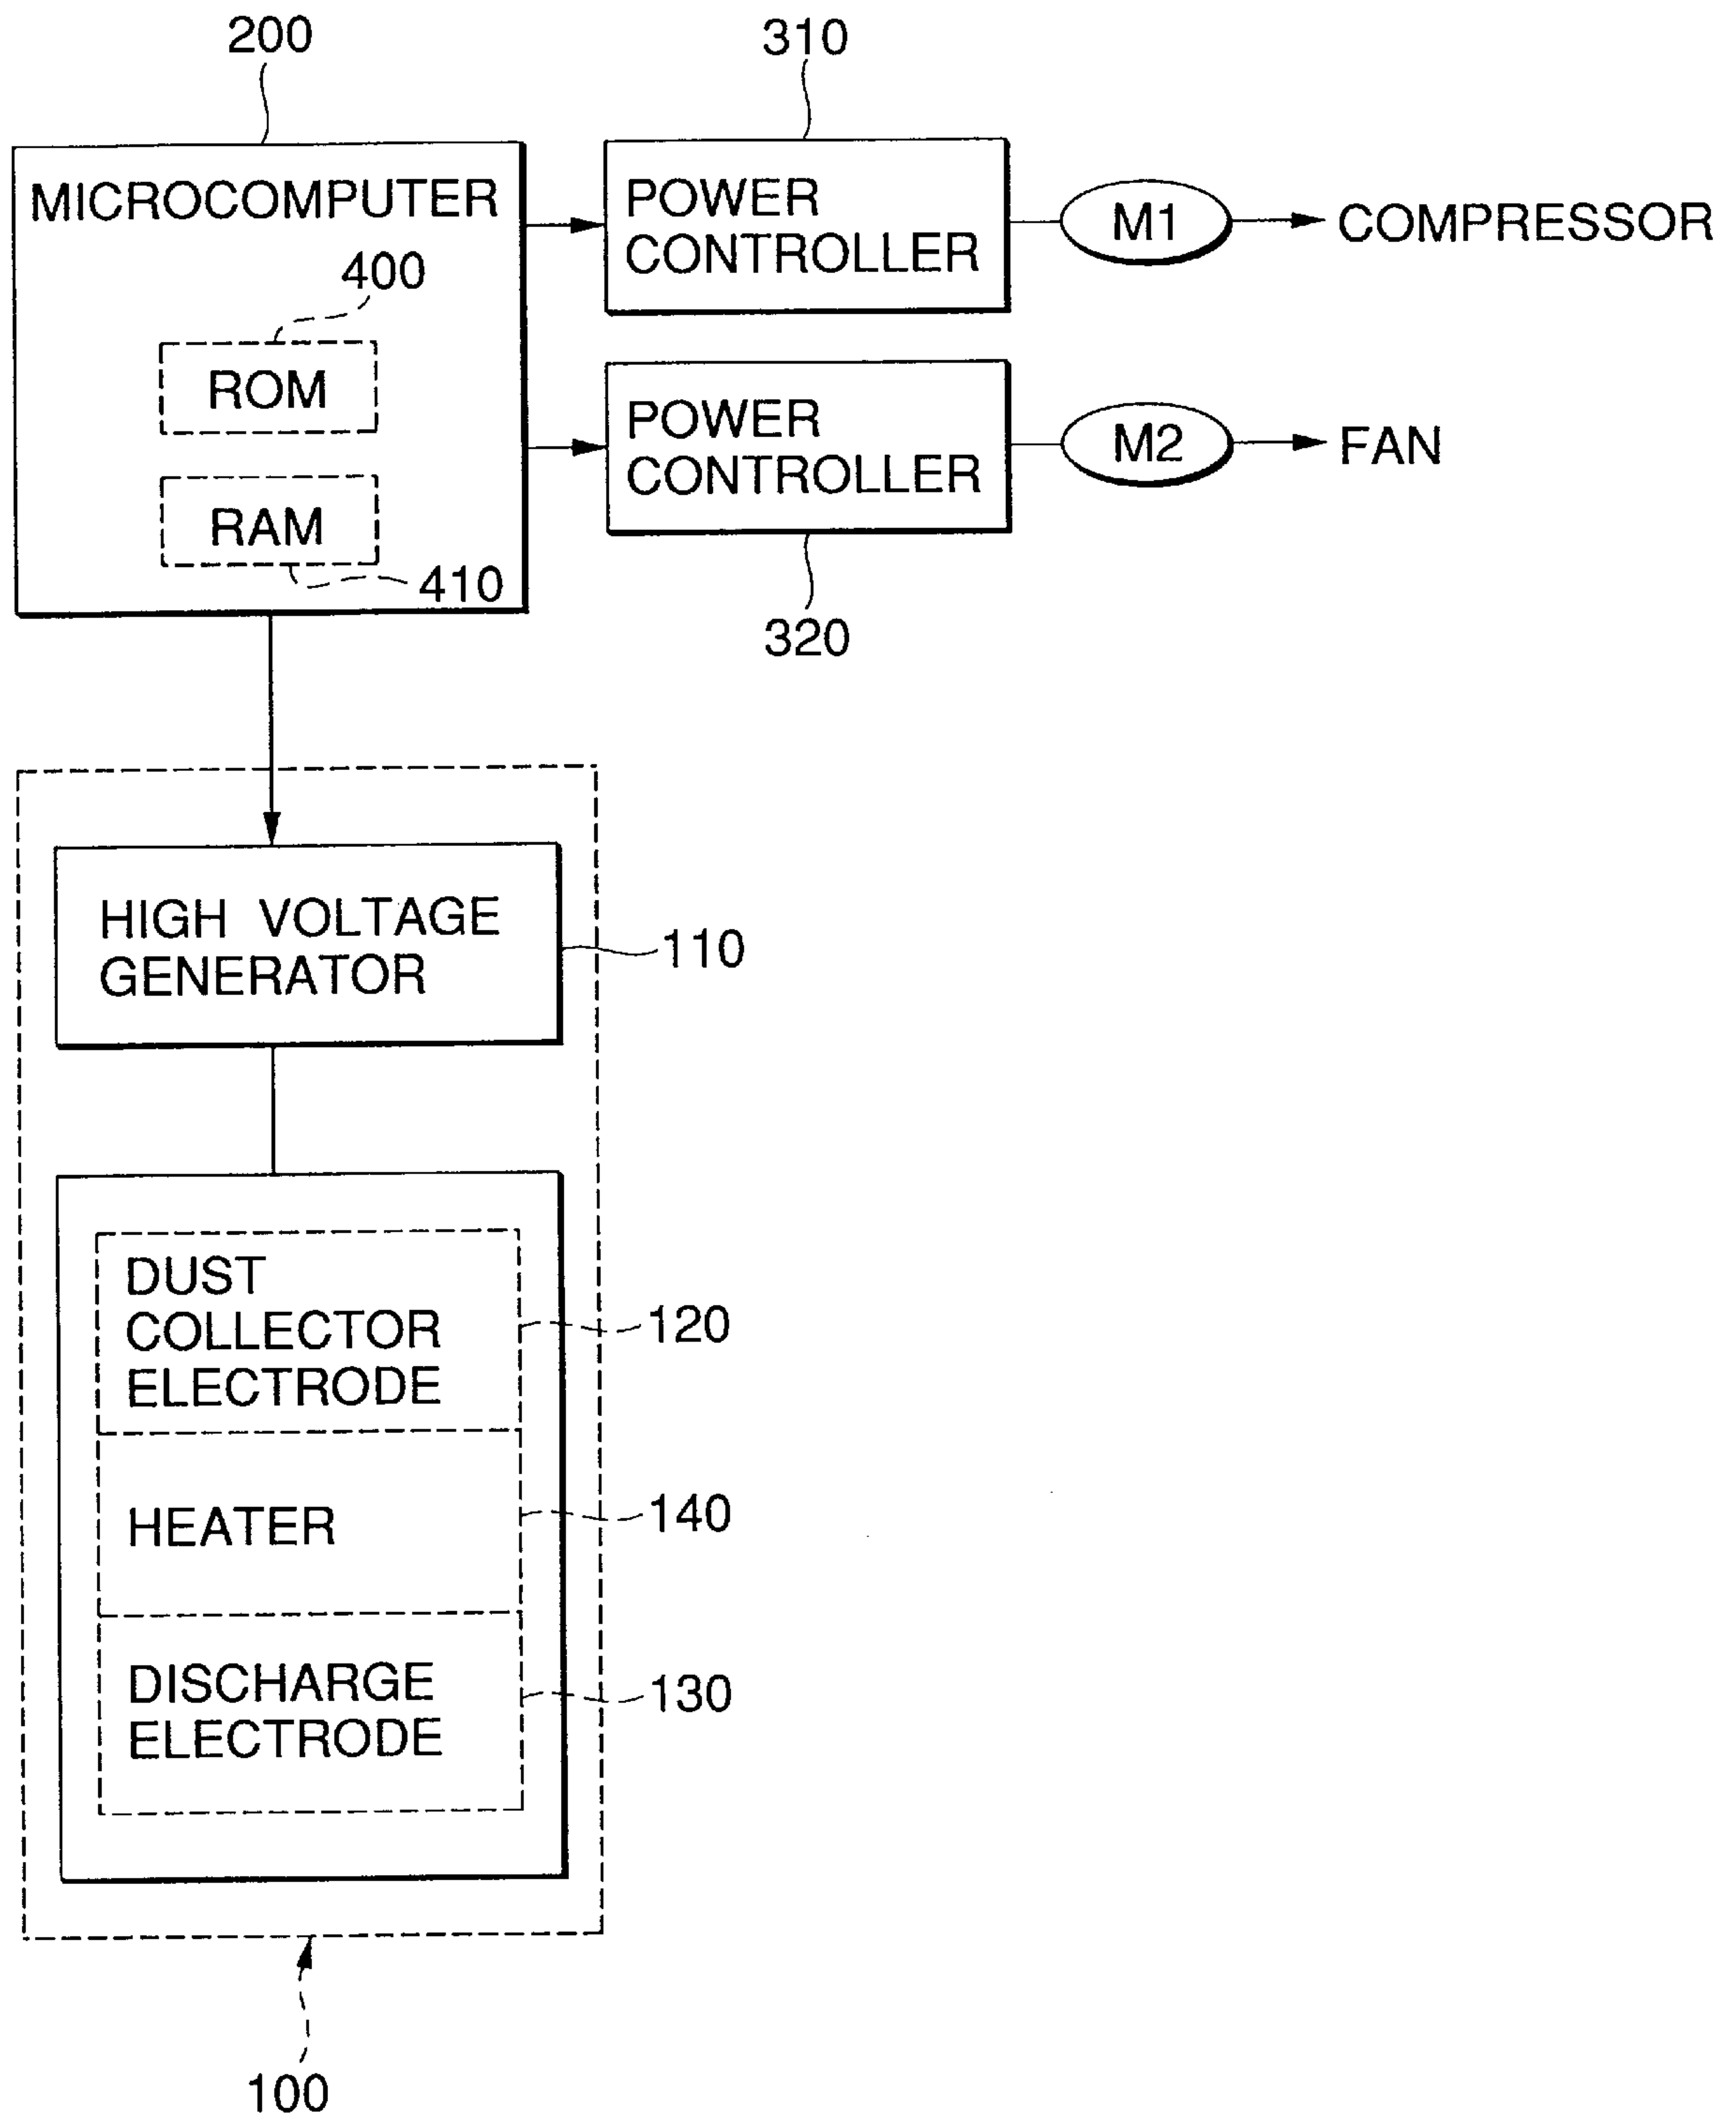 200
310
MICROCOMPUTER
400
ROM
RAM
410
POWER
CONTROLLER
M1
COMPRESSOR
POWER
CONTROLLER
M2
FAN
320
HIGH VOLTAGE
GENERATOR
110
DUST
COLLECTOR
ELECTRODE
120
HEATER
140
DISCHARGE
ELECTRODE
130
100